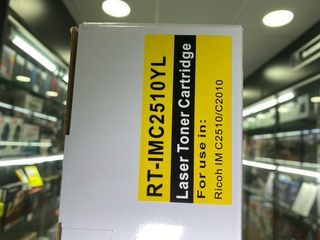 RT-IMC2510YL
Laser Toner Cartridge
For use in:
Ricoh IM C2510/C2010